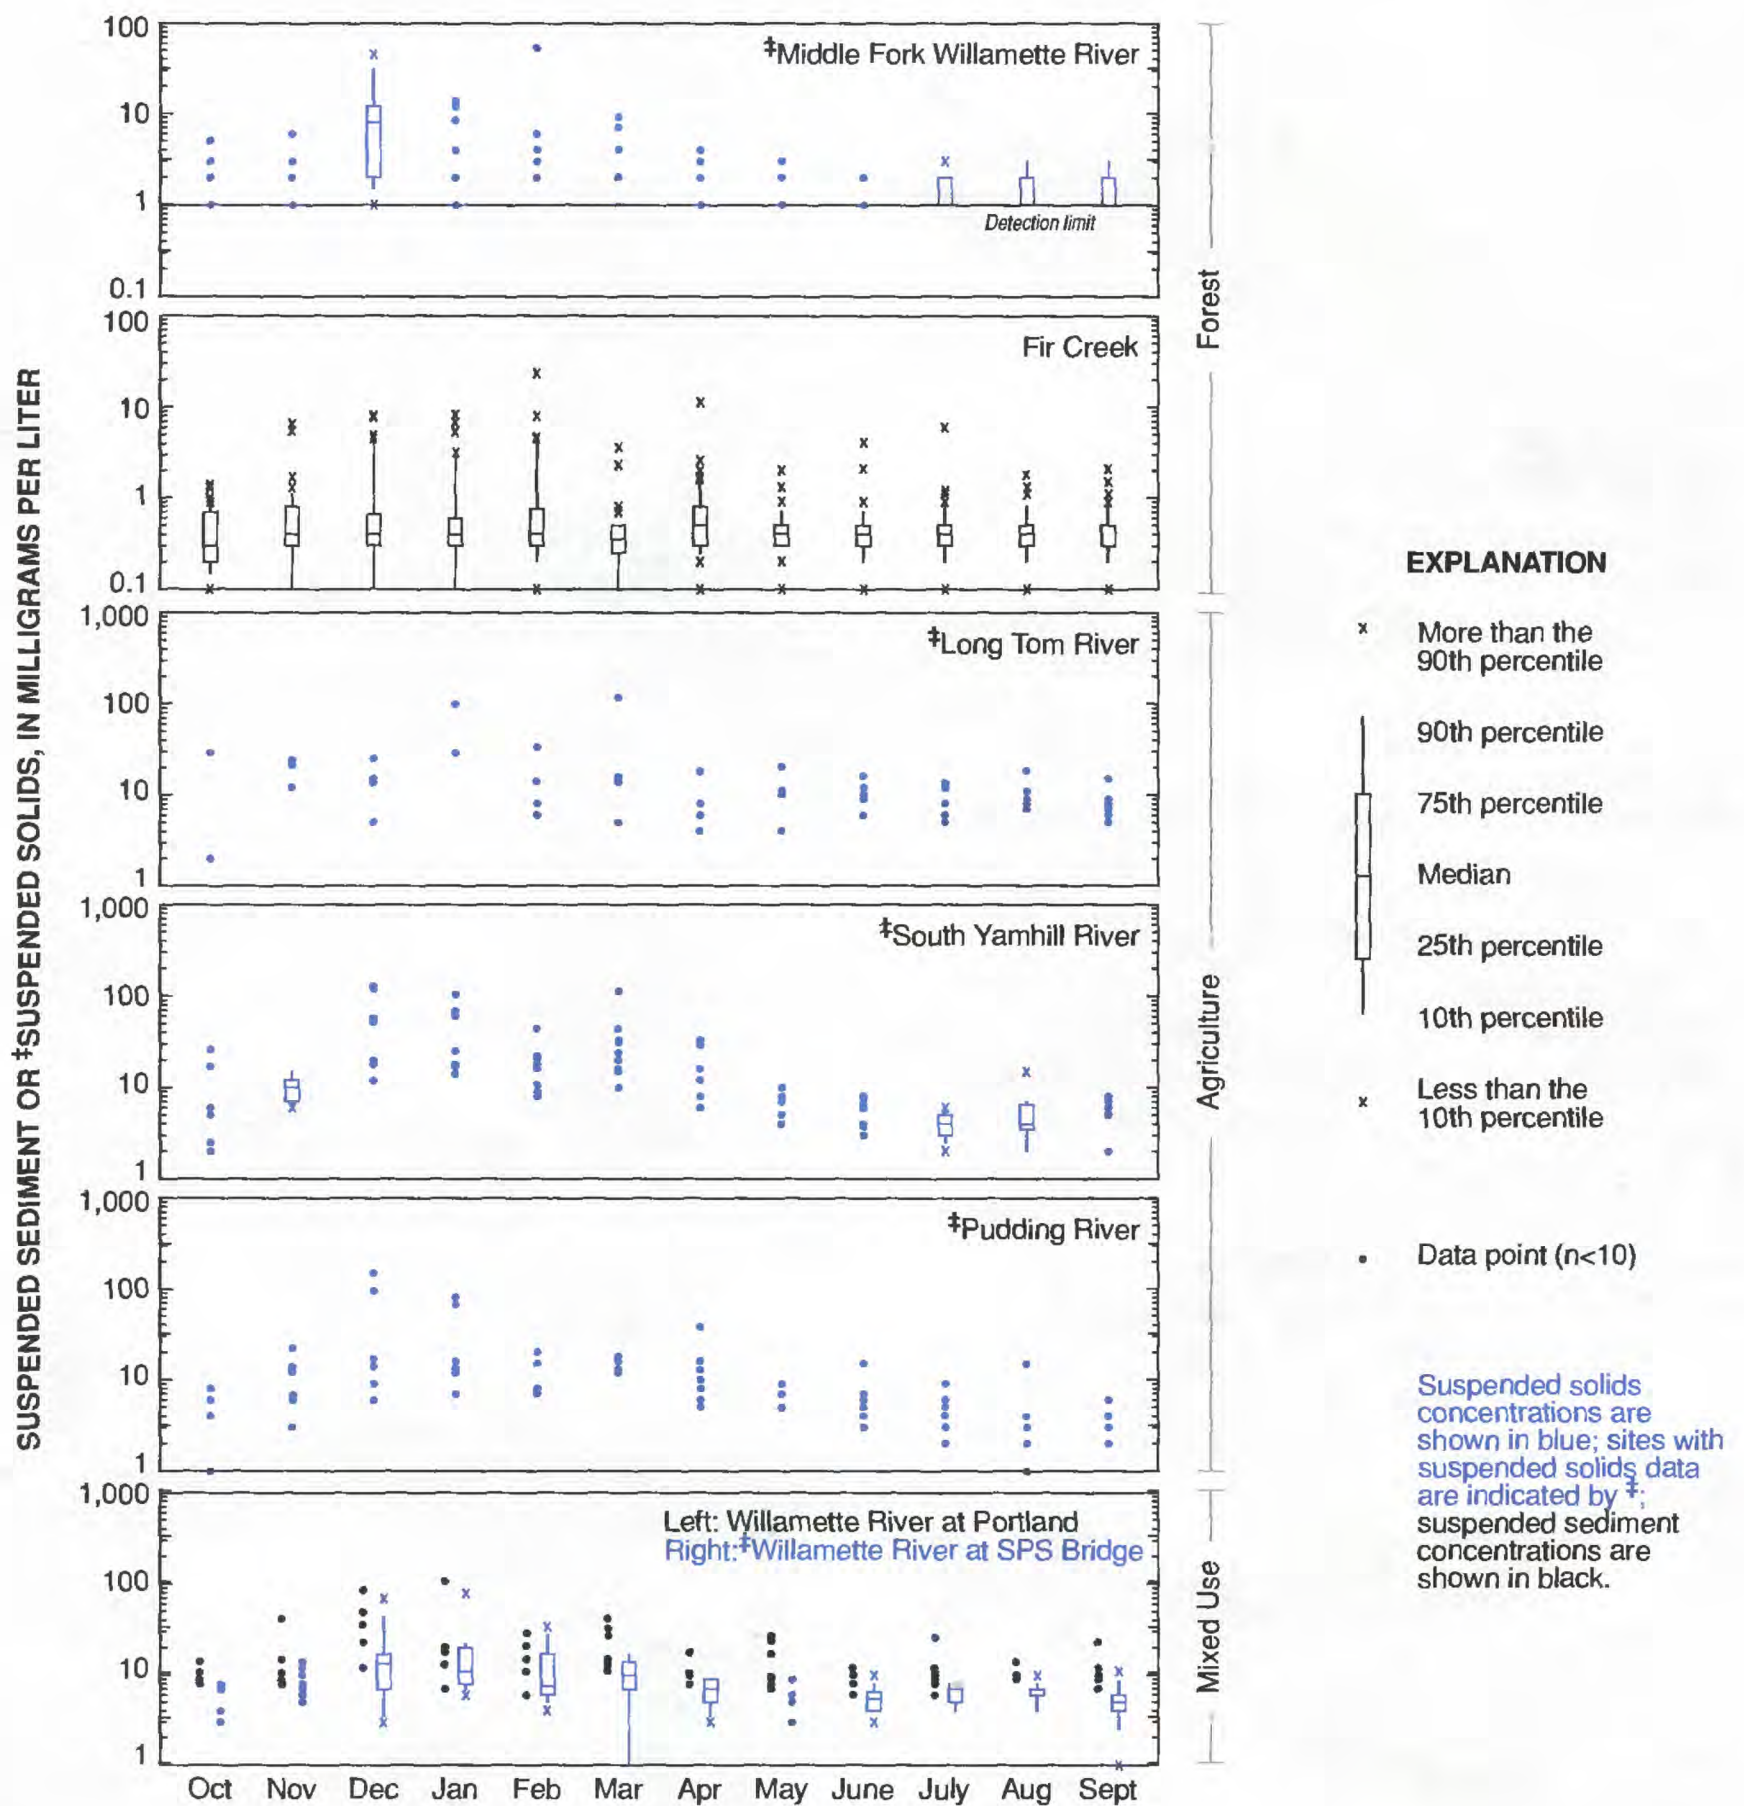 SUSPENDED SEDIMENT OR ‡SUSPENDED SOLIDS, IN MILLIGRAMS PER LITER
100
10
1
0.1
‡Middle Fork Willamette River
Detection limit
100
10
1
0.1
Fir Creek
Forest
1,000
100
10
1
‡Long Tom River
1,000
100
10
1
‡South Yamhill River
Agriculture
1,000
100
10
1
‡Pudding River
1,000
100
10
1
Left: Willamette River at Portland
Right:‡Willamette River at SPS Bridge
Mixed Use
Oct Nov Dec Jan Feb Mar Apr May June July Aug Sept
EXPLANATION
x More than the
90th percentile
90th percentile
75th percentile
Median
25th percentile
10th percentile
x Less than the
10th percentile
Data point (n<10)
Suspended solids
concentrations are
shown in blue; sites with
suspended solids data
are indicated by ‡;
suspended sediment
concentrations are
shown in black.